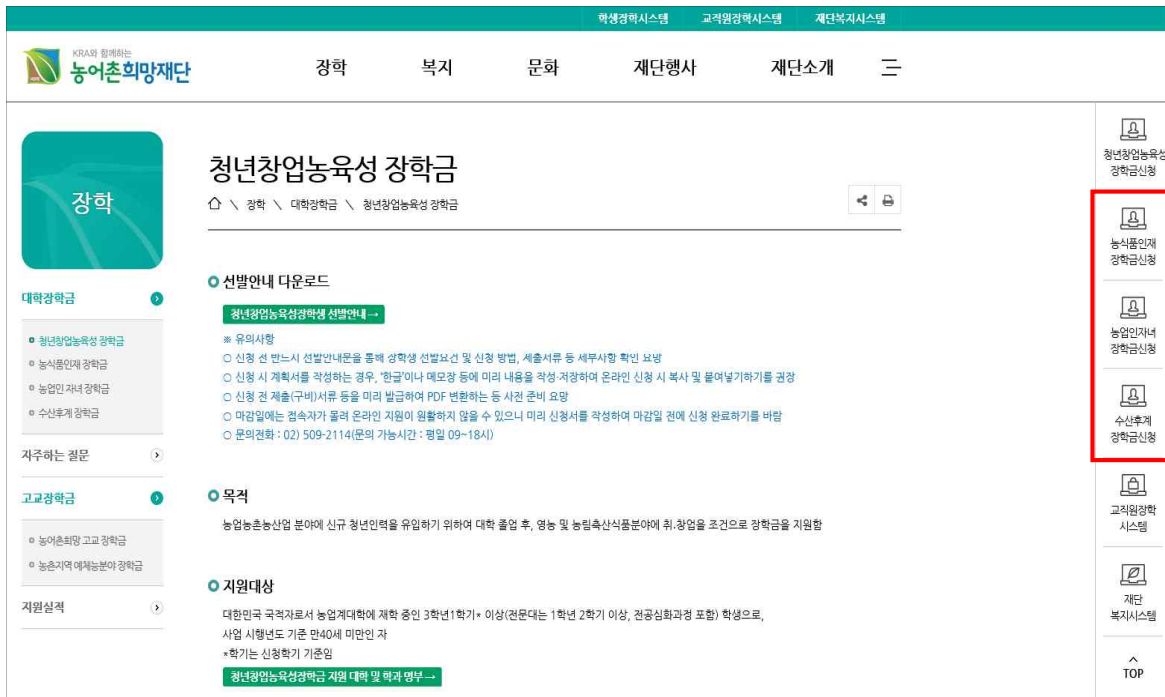 학생장학시스템 교직원장학시스템 재단복지시스템
KRA와 함께하는
농어촌희망재단
장학 복지 문화 재단행사 재단소개
장학
대학장학금
청년창업농육성 장학금
농식품인재 장학금
농업인 자녀 장학금
수산후계 장학금
자주하는 질문
고교장학금
농어촌희망 고교 장학금
농촌지역 예체능분야 장학금
지원실적
청년창업농육성 장학금
\ 장학 \ 대학장학금 \ 청년창업농육성 장학금
선발안내 다운로드
청년창업농육성장학생 선발안내→
※ 유의사항
○ 신청 전 반드시 선발안내문을 통해 장학생 선발요건 및 신청 방법, 제출서류 등 세부사항 확인 요망
○ 신청 시 계획서를 작성하는 경우, '한글'이나 메모장 등에 미리 내용을 작성·저장하여 온라인 신청 시 복사 및 붙여넣기하기를 권장
○ 신청 전 제출(구비)서류 등을 미리 발급하여 PDF 변환하는 등 사전 준비 요망
○ 마감일에는 접속자가 몰려 온라인 지원이 원활하지 않을 수 있으니 미리 신청서를 작성하여 마감일 전에 신청 완료하기를 바람
○ 문의전화 : 02) 509-2114(문의 가능시간 : 평일 09~18시)
목적
농업농촌농산업 분야에 신규 청년인력을 유입하기 위하여 대학 졸업 후, 영농 및 농림축산식품분야에 취·창업을 조건으로 장학금을 지원함
지원대상
대한민국 국적자로서 농업계대학에 재학 중인 3학년1학기* 이상(전문대는 1학년 2학기 이상, 전공심화과정 포함) 학생으로,
사업 시행년도 기준 만40세 미만인 자
*학기는 신청학기 기준임
청년창업농육성장학금 지원 대학 및 학과 명부→
청년창업농육성
장학금신청
농식품인재
장학금신청
농업인자녀
장학금신청
수산후계
장학금신청
교직원장학
시스템
재단
복지시스템
TOP